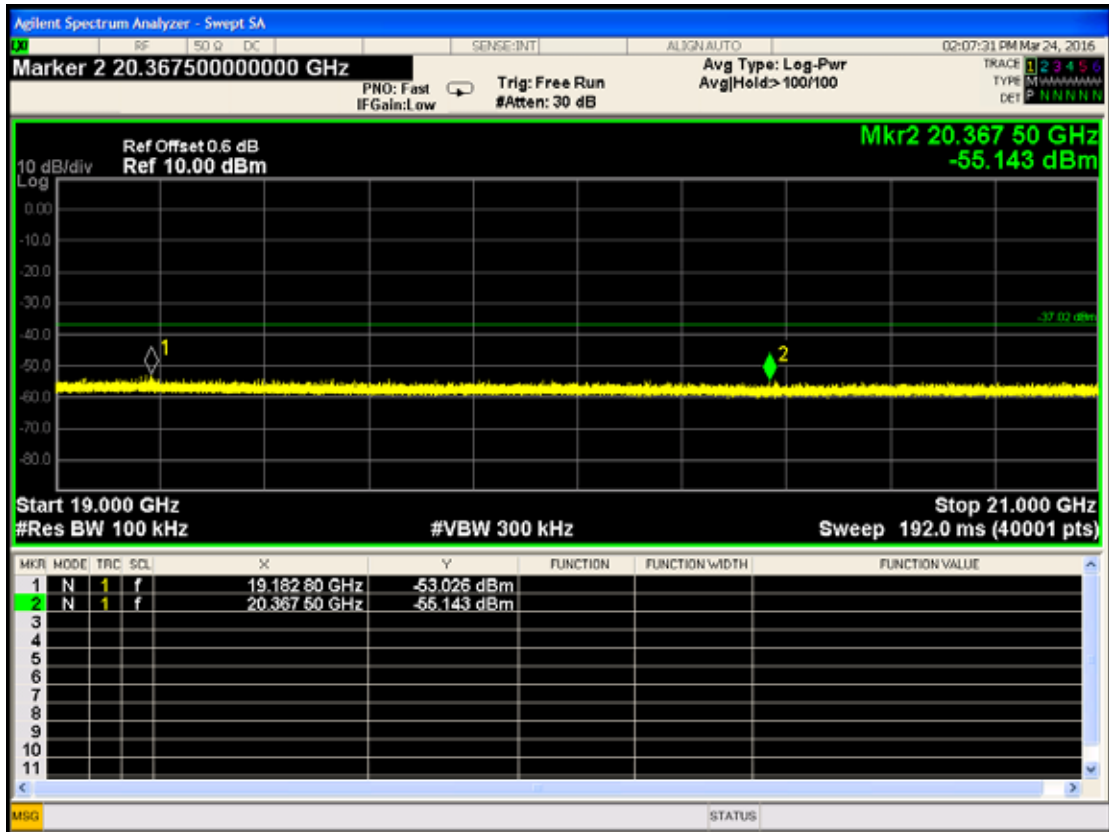 Agilent Spectrum Analyzer - Swept SA
LXI RF 50 Ω DC SENSE:INT ALIGN AUTO 02:07:31 PM Mar 24, 2016
Marker 2 20.367500000000 GHz
PNO: Fast
IFGain:Low
Trig: Free Run
#Atten: 30 dB
Avg Type: Log-Pwr
Avg|Hold:>100/100
TRACE 1 2 3 4 5 6
TYPE MWWWWW
DET P N N N N N
Mkr2 20.367 50 GHz
-55.143 dBm
Ref Offset 0.6 dB
10 dB/div Ref 10.00 dBm
Log
0.00
-10.0
-20.0
-30.0
-37.02 dBm
-40.0
1
2
-50.0
-60.0
-70.0
-80.0
Start 19.000 GHz Stop 21.000 GHz
#Res BW 100 kHz #VBW 300 kHz Sweep 192.0 ms (40001 pts)
MKR MODE TRC SCL X Y FUNCTION FUNCTION WIDTH FUNCTION VALUE
1 N 1 f 19.182 80 GHz -53.026 dBm
2 N 1 f 20.367 50 GHz -55.143 dBm
3
4
5
6
7
8
9
10
11
MSG STATUS